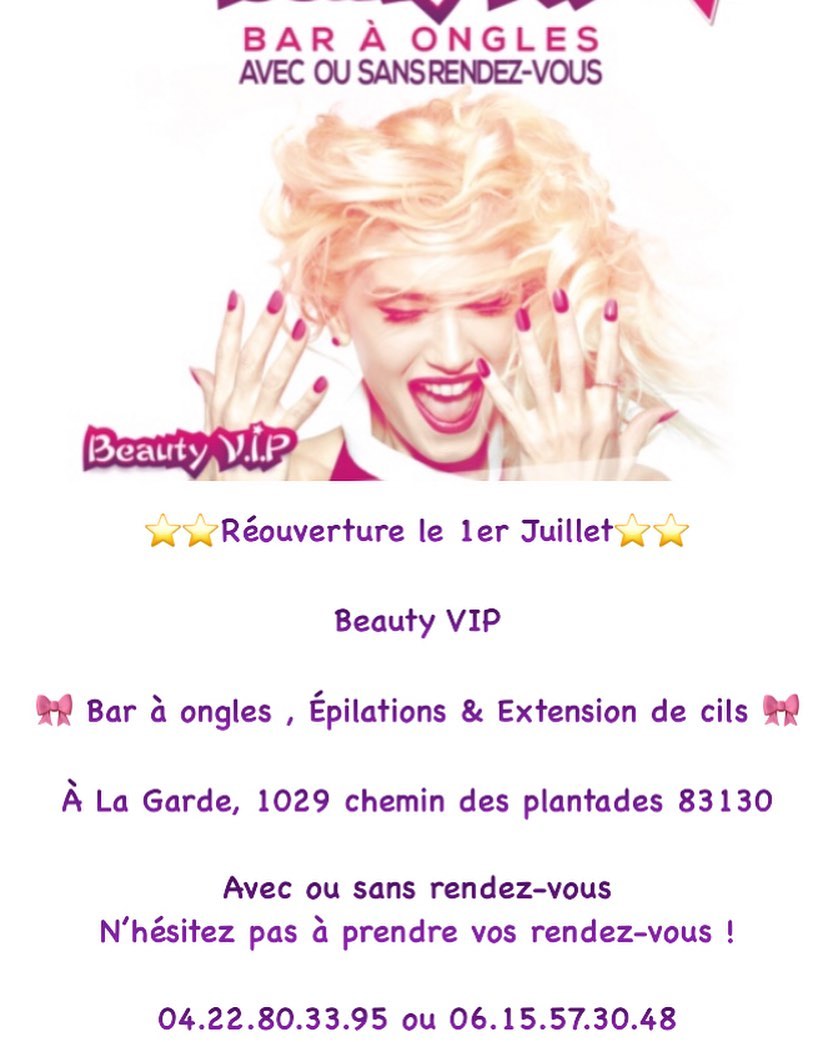 BAR À ONGLES
AVEC OU SANS RENDEZ-VOUS
Beauty V.I.P
⭐⭐Réouverture le 1er Juillet⭐⭐
Beauty VIP
🎀 Bar à ongles , Épilations & Extension de cils 🎀
À La Garde, 1029 chemin des plantades 83130
Avec ou sans rendez-vous
N’hésitez pas à prendre vos rendez-vous !
04.22.80.33.95 ou 06.15.57.30.48